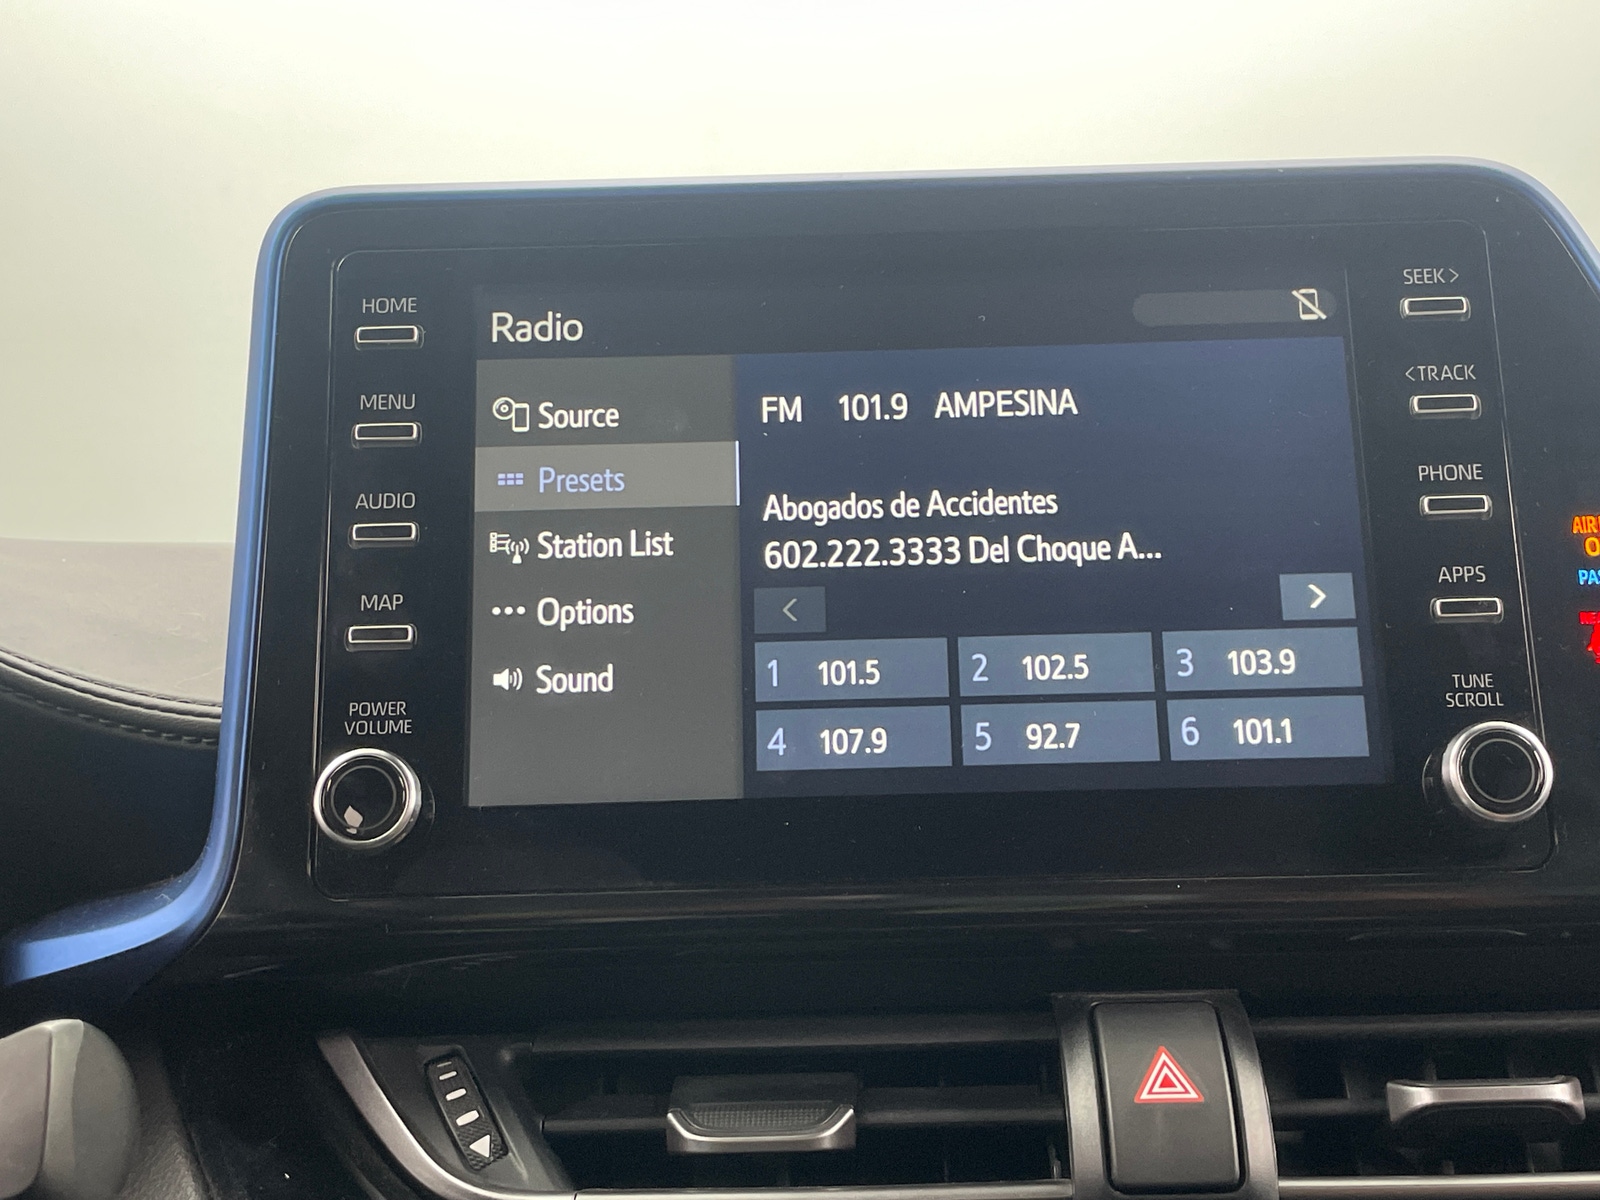 HOME
MENU
AUDIO
MAP
POWER
VOLUME
Radio
Source
Presets
Station List
Options
Sound
FM 101.9 AMPESINA
Abogados de Accidentes
602.222.3333 Del Choque A...
< >
1 101.5 2 102.5 3 103.9
4 107.9 5 92.7 6 101.1
SEEK >
< TRACK
PHONE
APPS
TUNE
SCROLL
AIR